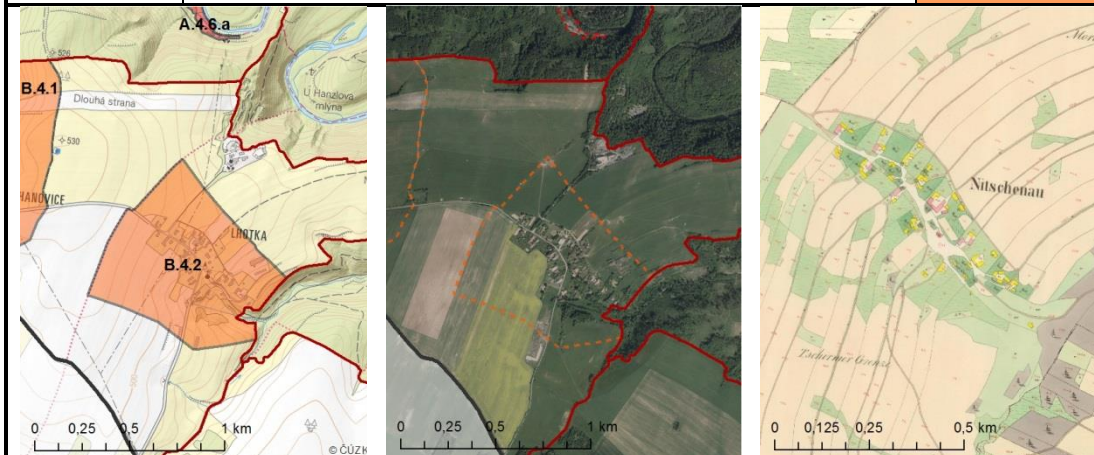 A.4.6.a
526
B.4.1
Dlouhá strana
U Hanzlova
mlýna
530
HANOVICE
LHOTKA
B.4.2
0 0,25 0,5 1 km
© ČÚZK
0 0,25 0,5 1 km
Nitschenau
Tschermer Grenze
0 0,125 0,25 0,5 km